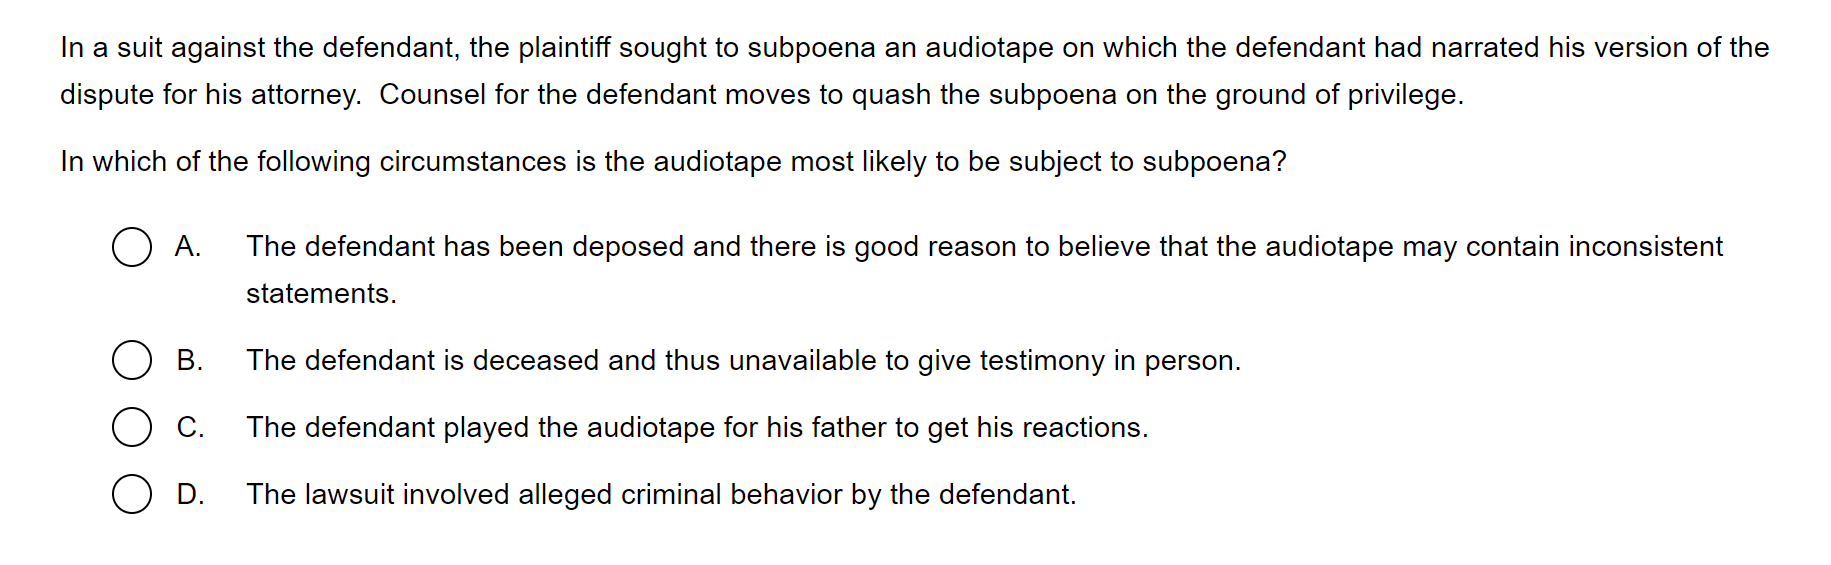 In a suit against the defendant, the plaintiff sought to subpoena an audiotape on which the defendant had narrated his version of the
dispute for his attorney.  Counsel for the defendant moves to quash the subpoena on the ground of privilege.
In which of the following circumstances is the audiotape most likely to be subject to subpoena?
A. The defendant has been deposed and there is good reason to believe that the audiotape may contain inconsistent
statements.
B. The defendant is deceased and thus unavailable to give testimony in person.
C. The defendant played the audiotape for his father to get his reactions.
D. The lawsuit involved alleged criminal behavior by the defendant.